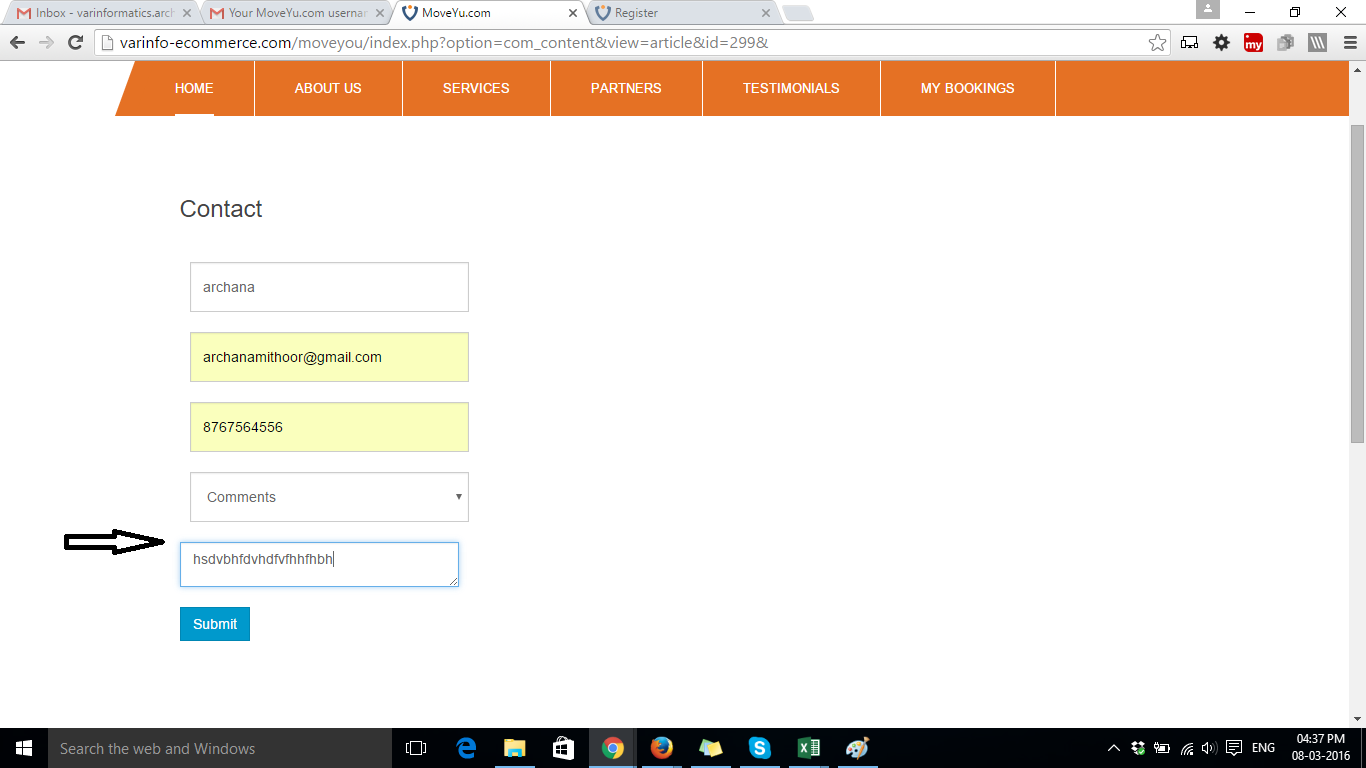 Inbox - varinformatics.arch
Your MoveYu.com usernar
MoveYu.com
Register
varinfo-ecommerce.com/moveyou/index.php?option=com_content&view=article&id=299&
my
HOME
ABOUT US
SERVICES
PARTNERS
TESTIMONIALS
MY BOOKINGS
Contact
archana
archanamithoor@gmail.com
8767564556
Comments
hsdvbhfdvhdfvfhhfhbh
Submit
Search the web and Windows
ENG
04:37 PM
08-03-2016